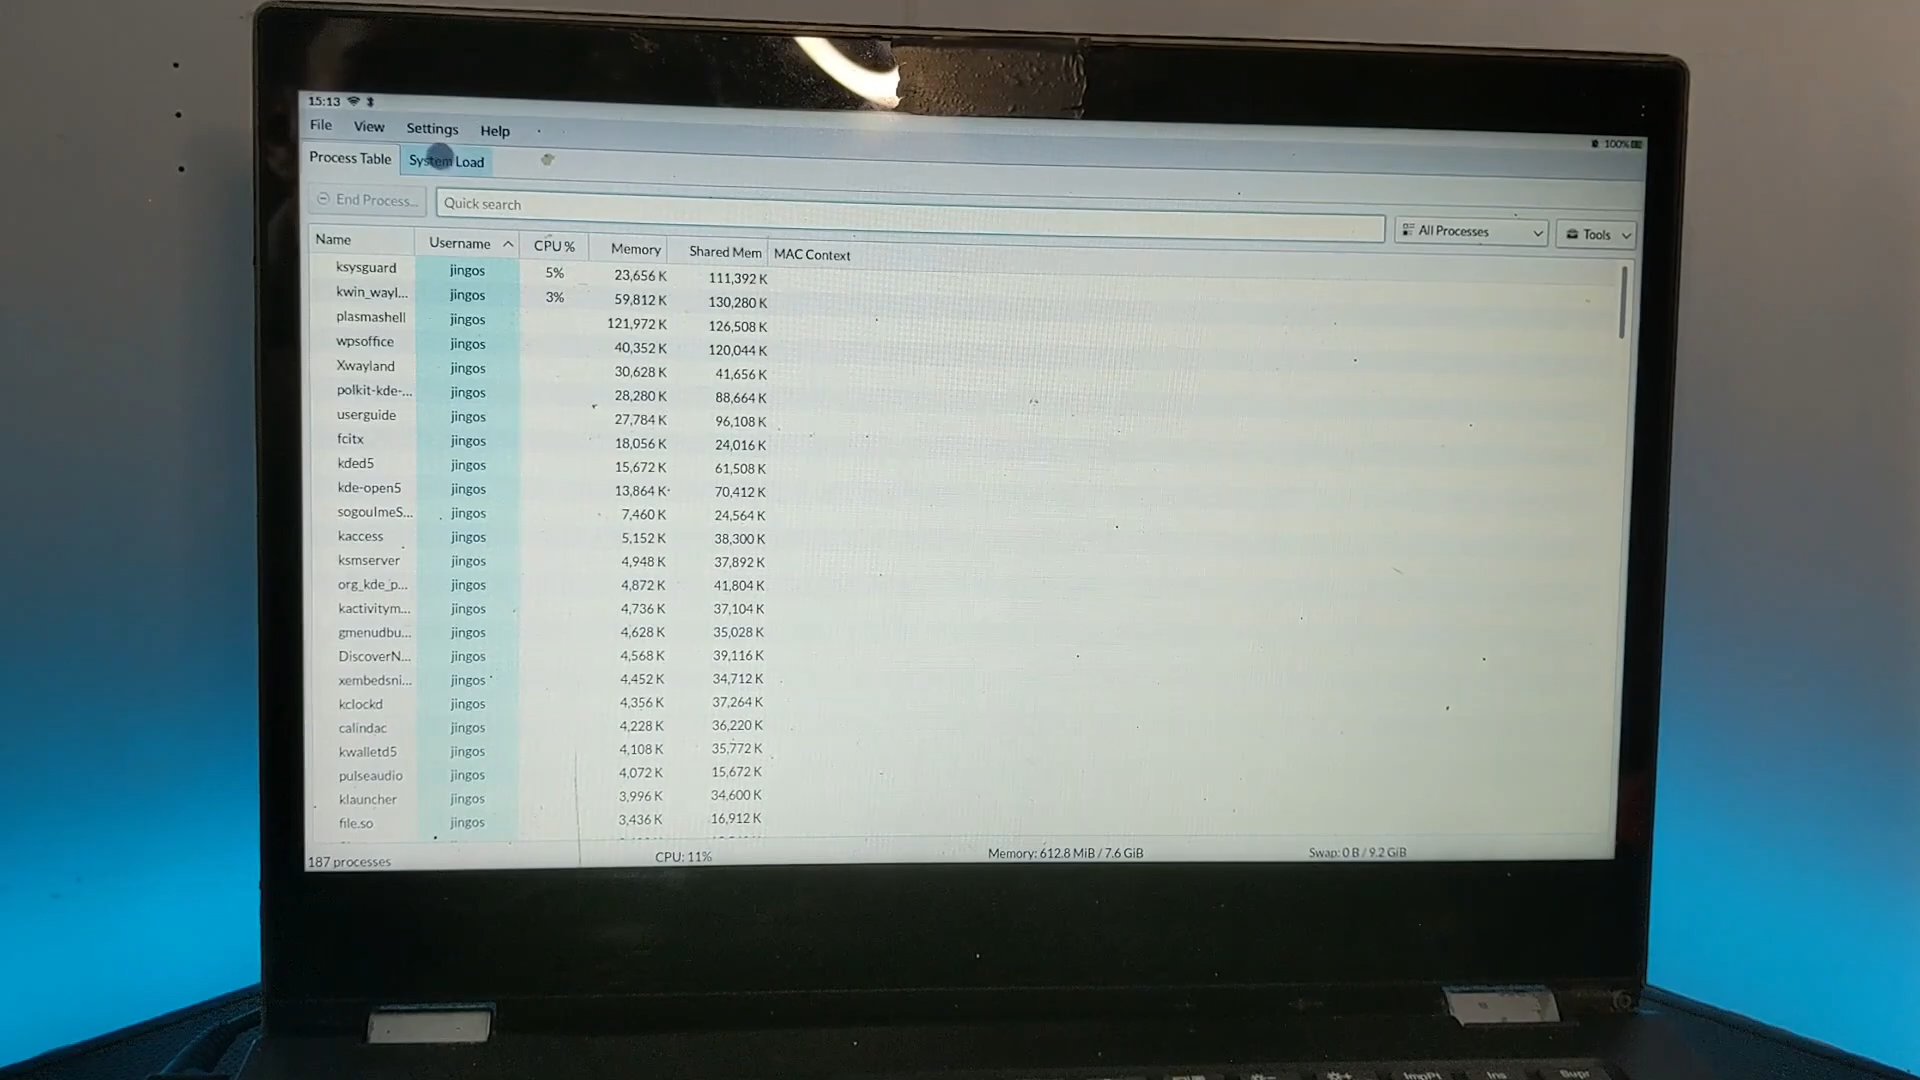 15:13
100%
File View Settings Help
Process Table System Load
End Process... Quick search All Processes Tools
Name Username CPU % Memory Shared Mem MAC Context
ksysguard jingos 5% 23,656 K 111,392 K
kwin_wayl... jingos 3% 59,812 K 130,280 K
plasmashell jingos 121,972 K 126,508 K
wpsoffice jingos 40,352 K 120,044 K
Xwayland jingos 30,628 K 41,656 K
polkit-kde-... jingos 28,280 K 88,664 K
userguide jingos 27,784 K 96,108 K
fcitx jingos 18,056 K 24,016 K
kded5 jingos 15,672 K 61,508 K
kde-open5 jingos 13,864 K 70,412 K
sogouImeS... jingos 7,460 K 24,564 K
kaccess jingos 5,152 K 38,300 K
ksmserver jingos 4,948 K 37,892 K
org_kde_p... jingos 4,872 K 41,804 K
kactivitym... jingos 4,736 K 37,104 K
gmenudbu... jingos 4,628 K 35,028 K
DiscoverN... jingos 4,568 K 39,116 K
xembedsni... jingos 4,452 K 34,712 K
kclockd jingos 4,356 K 37,264 K
calindac jingos 4,228 K 36,220 K
kwalletd5 jingos 4,108 K 35,772 K
pulseaudio jingos 4,072 K 15,672 K
klauncher jingos 3,996 K 34,600 K
file.so jingos 3,436 K 16,912 K
187 processes CPU: 11% Memory: 612.8 MiB / 7.6 GiB Swap: 0 B / 9.2 GiB
ImpPt Ins Supr